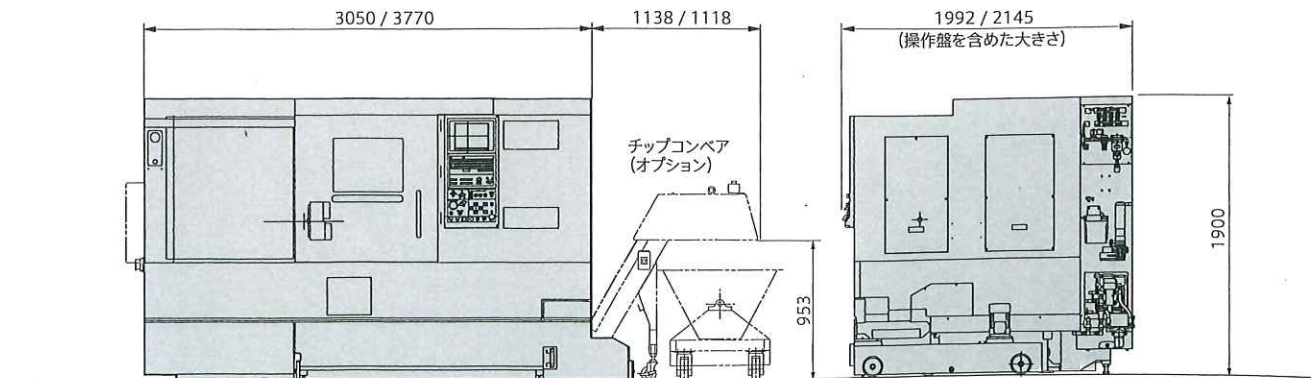 3050 / 3770
1138 / 1118
1992 / 2145
(操作盤を含めた大きさ)
チップコンベア
(オプション)
953
1900